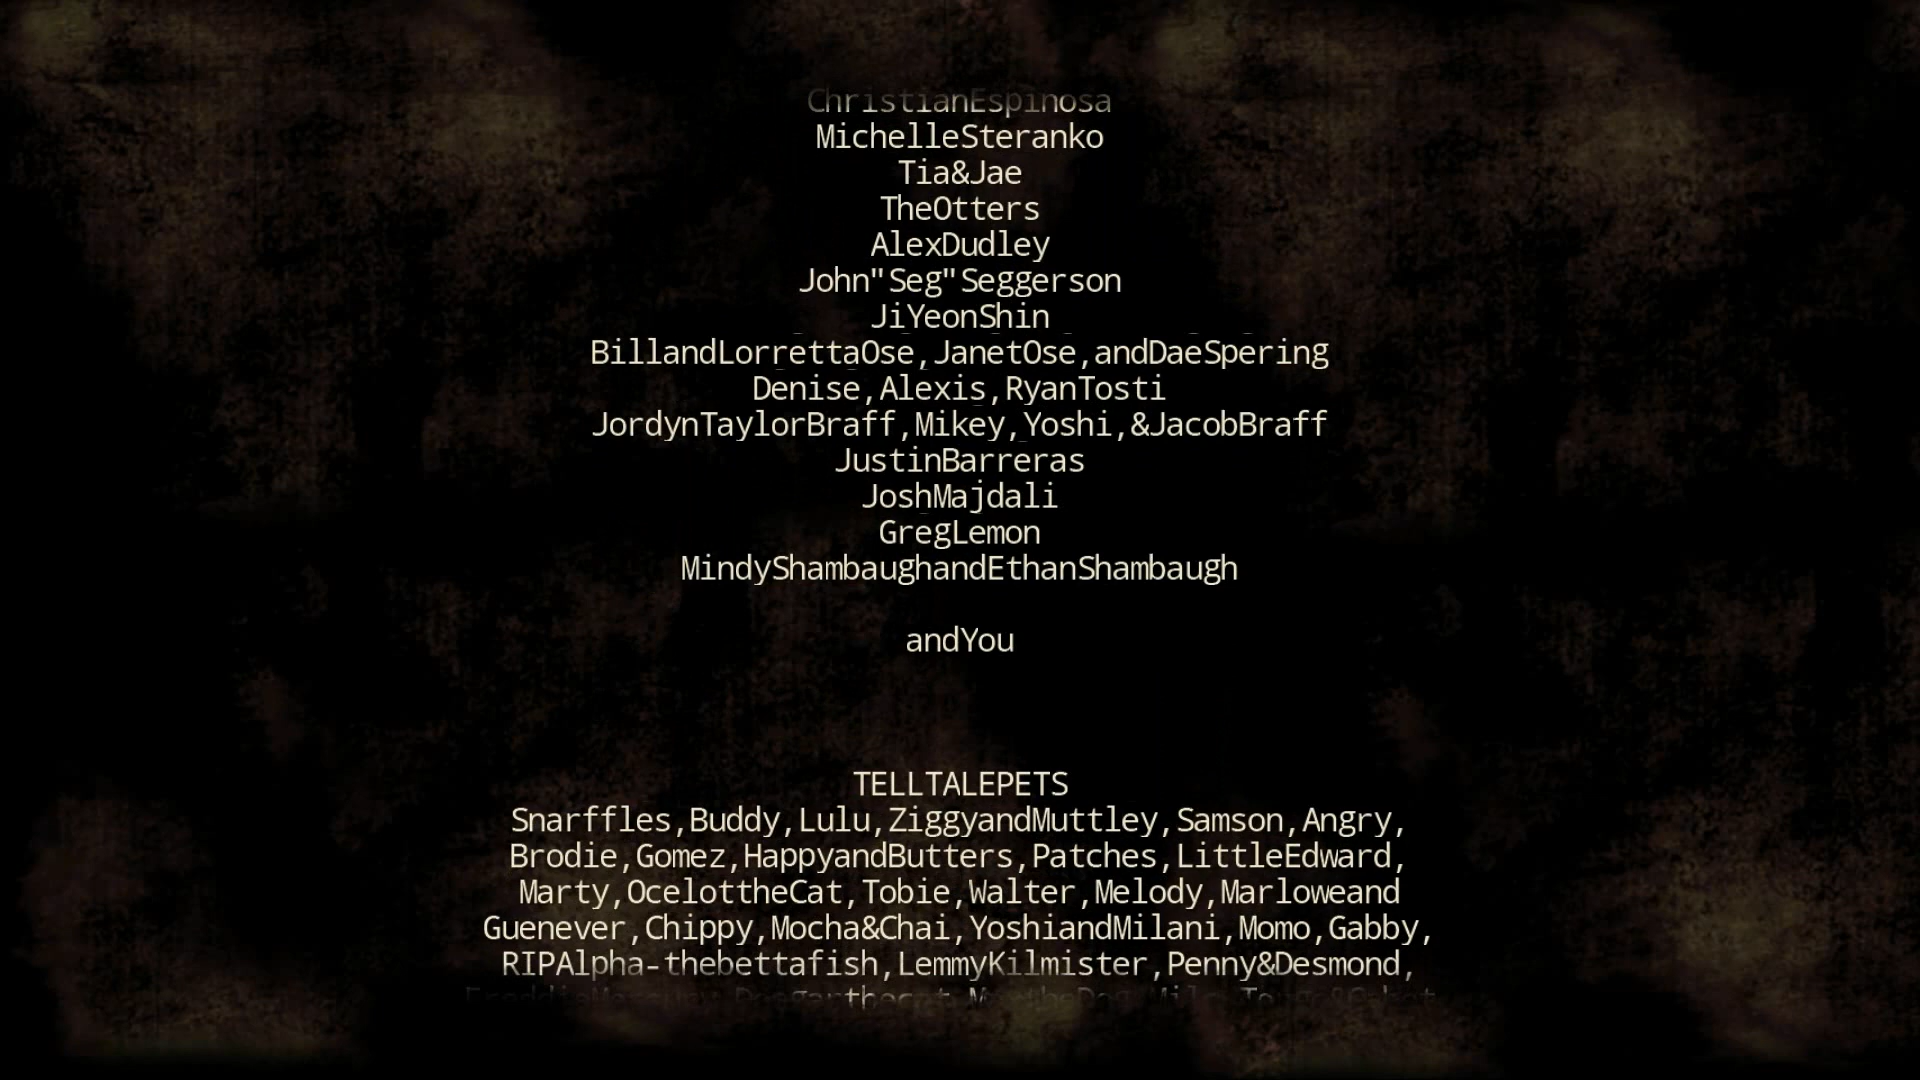 ChristianEspinosa
MichelleSteranko
Tia&Jae
TheOtters
AlexDudley
John"Seg"Seggerson
JiYeonShin
BillandLorrettaOse,JanetOse,andDaeSpering
Denise,Alexis,RyanTosti
JordynTaylorBraff,Mikey,Yoshi,&JacobBraff
JustinBarreras
JoshMajdali
GregLemon
MindyShambaughandEthanShambaugh
andYou
TELLTALEPETS
Snarffles,Buddy,Lulu,ZiggyandMuttley,Samson,Angry,
Brodie,Gomez,HappyandButters,Patches,LittleEdward,
Marty,OcelottheCat,Tobie,Walter,Melody,Marloweand
Guenever,Chippy,Mocha&Chai,YoshiandMilani,Momo,Gabby,
RIPAlpha-thebettafish,LemmyKilmister,Penny&Desmond,